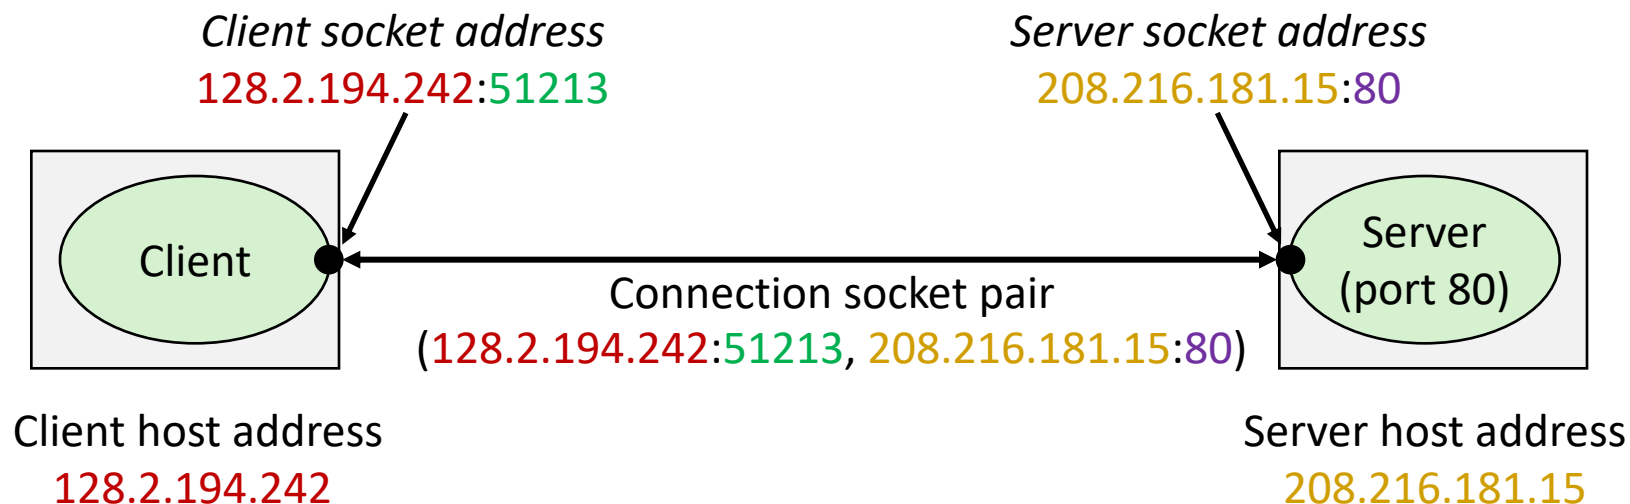 Client socket address
128.2.194.242:51213
Server socket address
208.216.181.15:80
Client
Server
(port 80)
Connection socket pair
(128.2.194.242:51213, 208.216.181.15:80)
Client host address
128.2.194.242
Server host address
208.216.181.15